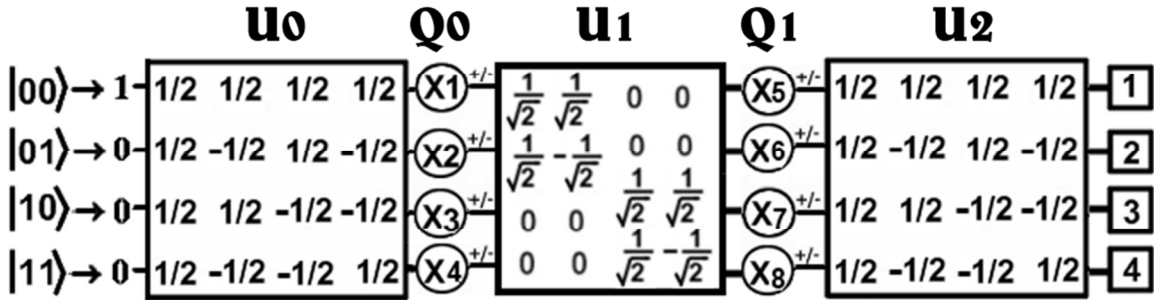 U0 Q0 U1 Q1 U2
|00⟩→ 1 1/2 1/2 1/2 1/2 X1 +/- 1/√2 1/√2 0 0 X5 +/- 1/2 1/2 1/2 1/2 1
|01⟩→ 0 1/2 -1/2 1/2 -1/2 X2 +/- 1/√2 -1/√2 0 0 X6 +/- 1/2 -1/2 1/2 -1/2 2
|10⟩→ 0 1/2 1/2 -1/2 -1/2 X3 +/- 0 0 1/√2 1/√2 X7 +/- 1/2 1/2 -1/2 -1/2 3
|11⟩→ 0 1/2 -1/2 -1/2 1/2 X4 +/- 0 0 1/√2 -1/√2 X8 +/- 1/2 -1/2 -1/2 1/2 4